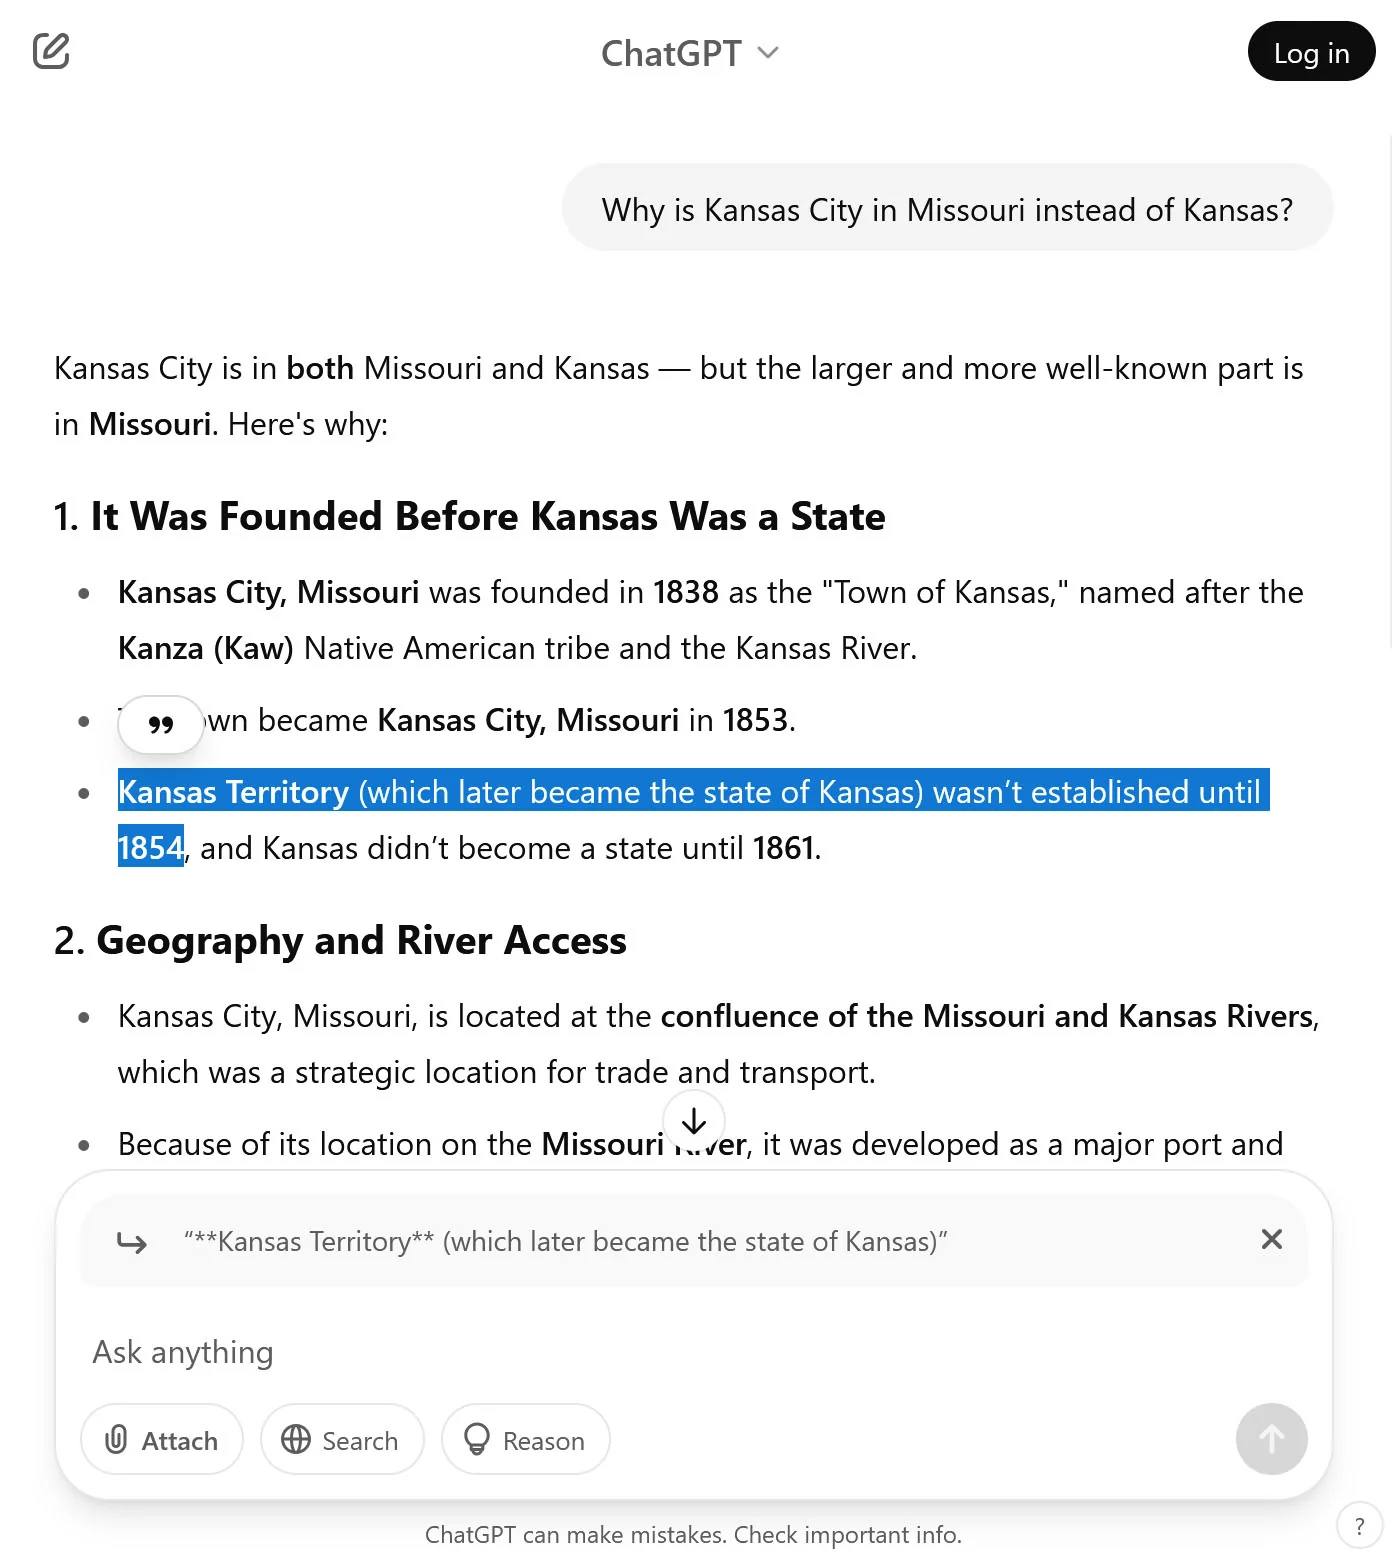 ChatGPT
Log in
Why is Kansas City in Missouri instead of Kansas?
Kansas City is in both Missouri and Kansas — but the larger and more well-known part is
in Missouri. Here's why:
1. It Was Founded Before Kansas Was a State
• Kansas City, Missouri was founded in 1838 as the "Town of Kansas," named after the
Kanza (Kaw) Native American tribe and the Kansas River.
• became Kansas City, Missouri in 1853.
• Kansas Territory (which later became the state of Kansas) wasn’t established until
1854, and Kansas didn’t become a state until 1861.
2. Geography and River Access
• Kansas City, Missouri, is located at the confluence of the Missouri and Kansas Rivers,
which was a strategic location for trade and transport.
• Because of its location on the Missouri River, it was developed as a major port and
“**Kansas Territory** (which later became the state of Kansas)”
Ask anything
Attach
Search
Reason
ChatGPT can make mistakes. Check important info.
?